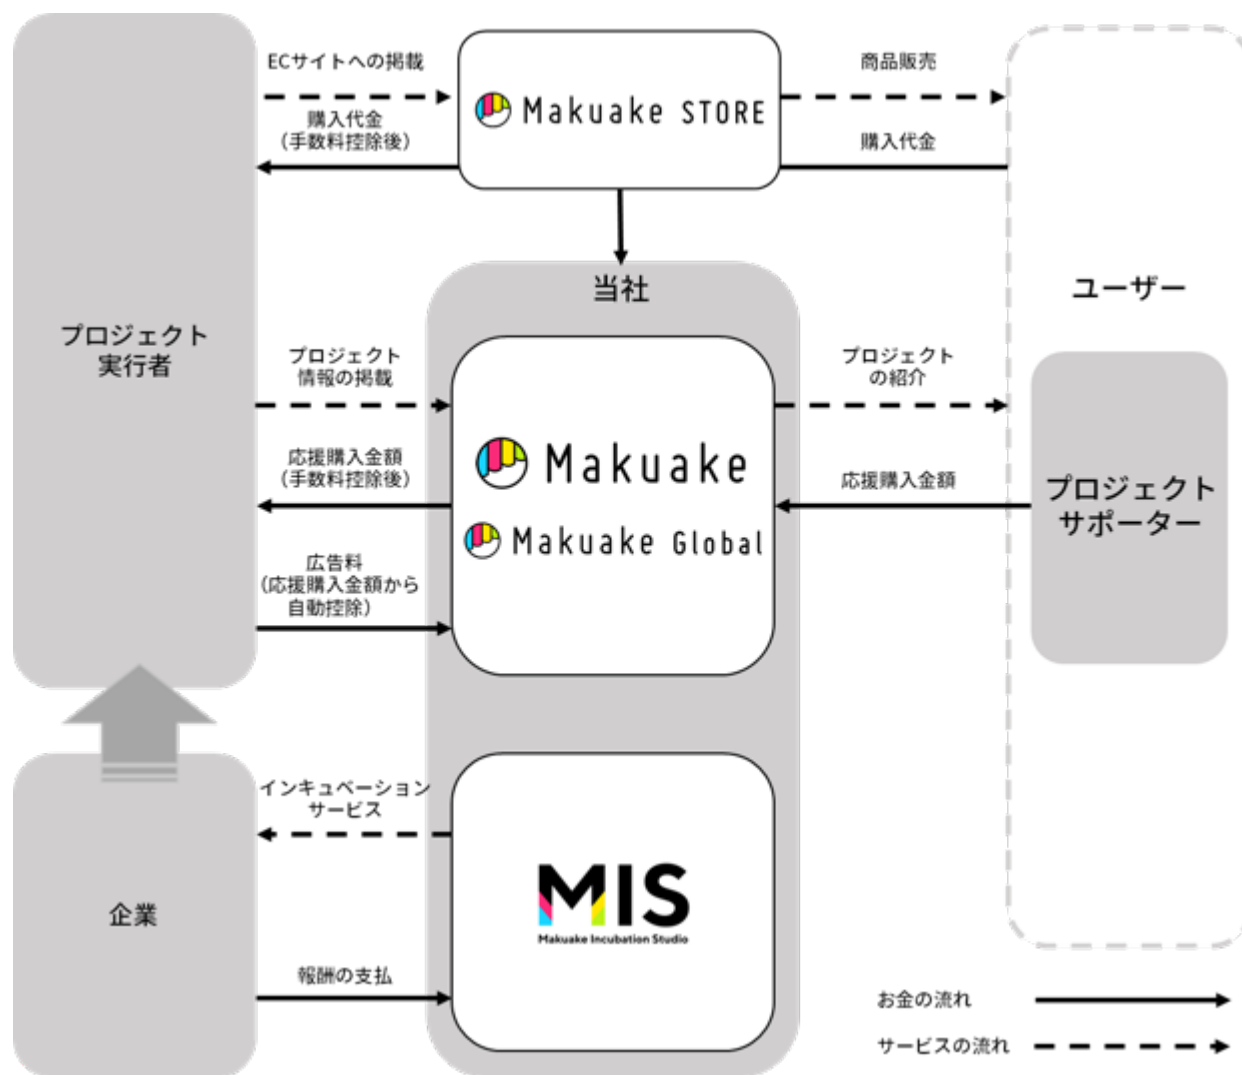 ECサイトへの掲載
購入代金
（手数料控除後）
Makuake STORE
商品販売
購入代金
当社
ユーザー
プロジェクト
実行者
プロジェクト
情報の掲載
プロジェクト
の紹介
Makuake
Makuake Global
応援購入金額
（手数料控除後）
応援購入金額
プロジェクト
サポーター
広告料
（応援購入金額から
自動控除）
インキュベーション
サービス
企業
MIS
Makuake Incubation Studio
報酬の支払
お金の流れ
サービスの流れ